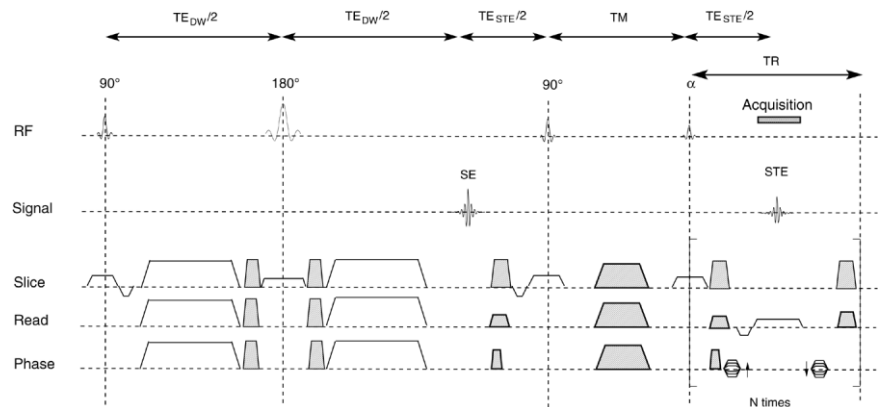 TE_DW/2 TE_DW/2 TE_STE/2 TM TE_STE/2
TR
90° 180° 90° α
Acquisition
RF
SE STE
Signal
Slice
Read
Phase
N times